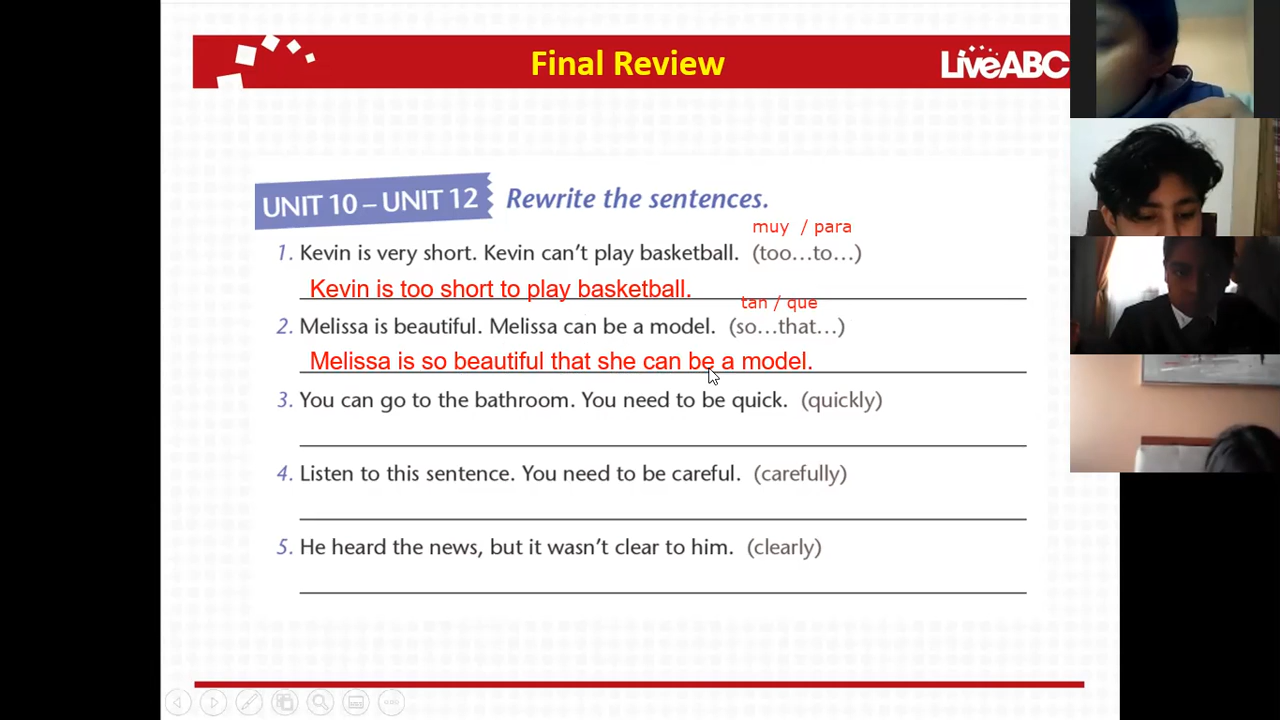 Final Review
LiveABC
UNIT 10 – UNIT 12 Rewrite the sentences.
muy / para
1. Kevin is very short. Kevin can't play basketball. (too...to...)
Kevin is too short to play basketball.
tan / que
2. Melissa is beautiful. Melissa can be a model. (so...that...)
Melissa is so beautiful that she can be a model.
3. You can go to the bathroom. You need to be quick. (quickly)
4. Listen to this sentence. You need to be careful. (carefully)
5. He heard the news, but it wasn't clear to him. (clearly)